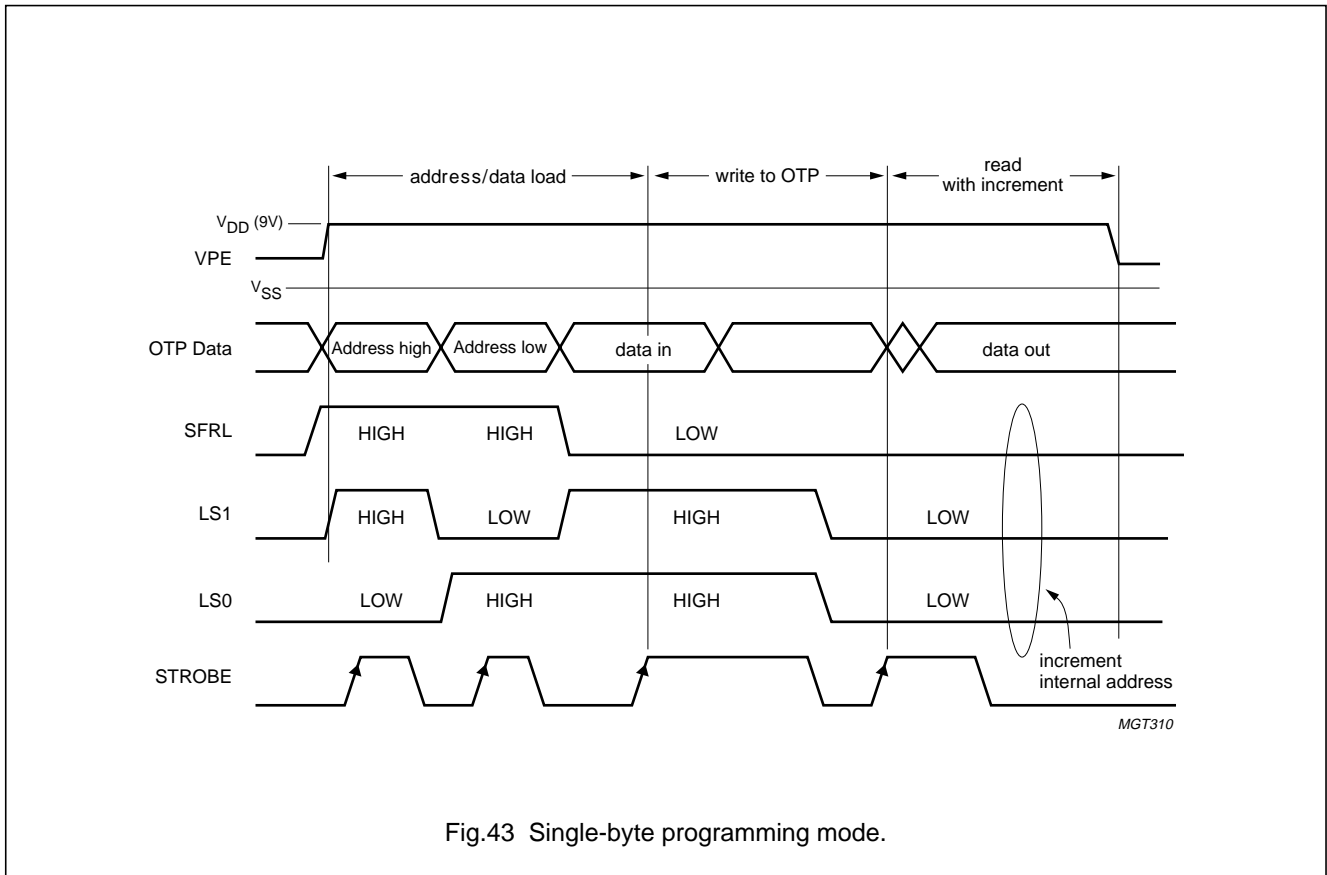 address/data load
write to OTP
read
with increment
VDD (9V)
VPE
VSS
OTP Data
Address high
Address low
data in
data out
SFRL
HIGH
HIGH
LOW
LS1
HIGH
LOW
HIGH
LOW
LS0
LOW
HIGH
HIGH
LOW
STROBE
increment
internal address
MGT310
Fig.43 Single-byte programming mode.